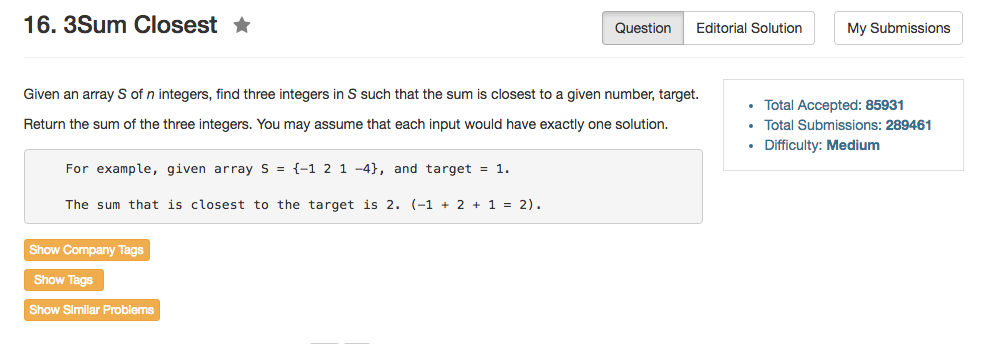 16. 3Sum Closest
Question
Editorial Solution
My Submissions
Given an array S of n integers, find three integers in S such that the sum is closest to a given number, target.
Return the sum of the three integers. You may assume that each input would have exactly one solution.
For example, given array S = {-1 2 1 -4}, and target = 1.
The sum that is closest to the target is 2. (-1 + 2 + 1 = 2).
Total Accepted: 85931
Total Submissions: 289461
Difficulty: Medium
Show Company Tags
Show Tags
Show Similar Problems